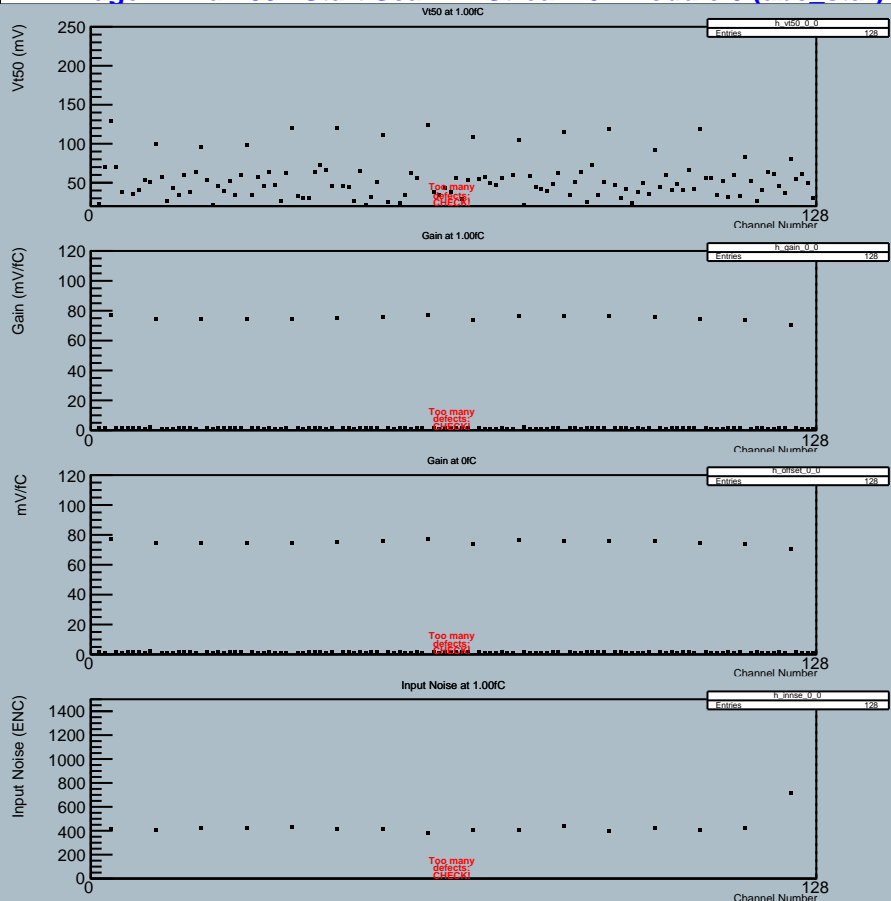 Vt50 at 1.00fC
h_vt50_0_0
Entries 128
Vt50 (mV)
250
200
150
100
50
0
128
Too many
defects:
CHECK!
Channel Number
Gain at 1.00fC
h_gain_0_0
Entries 128
Gain (mV/fC)
120
100
80
60
40
20
0
0
128
Too many
defects:
CHECK!
Channel Number
Gain at 0fC
h_offset_0_0
Entries 128
mV/fC
120
100
80
60
40
20
0
0
128
Too many
defects:
CHECK!
Channel Number
Input Noise at 1.00fC
h_innse_0_0
Entries 128
Input Noise (ENC)
1400
1200
1000
800
600
400
200
0
0
128
Too many
defects:
CHECK!
Channel Number